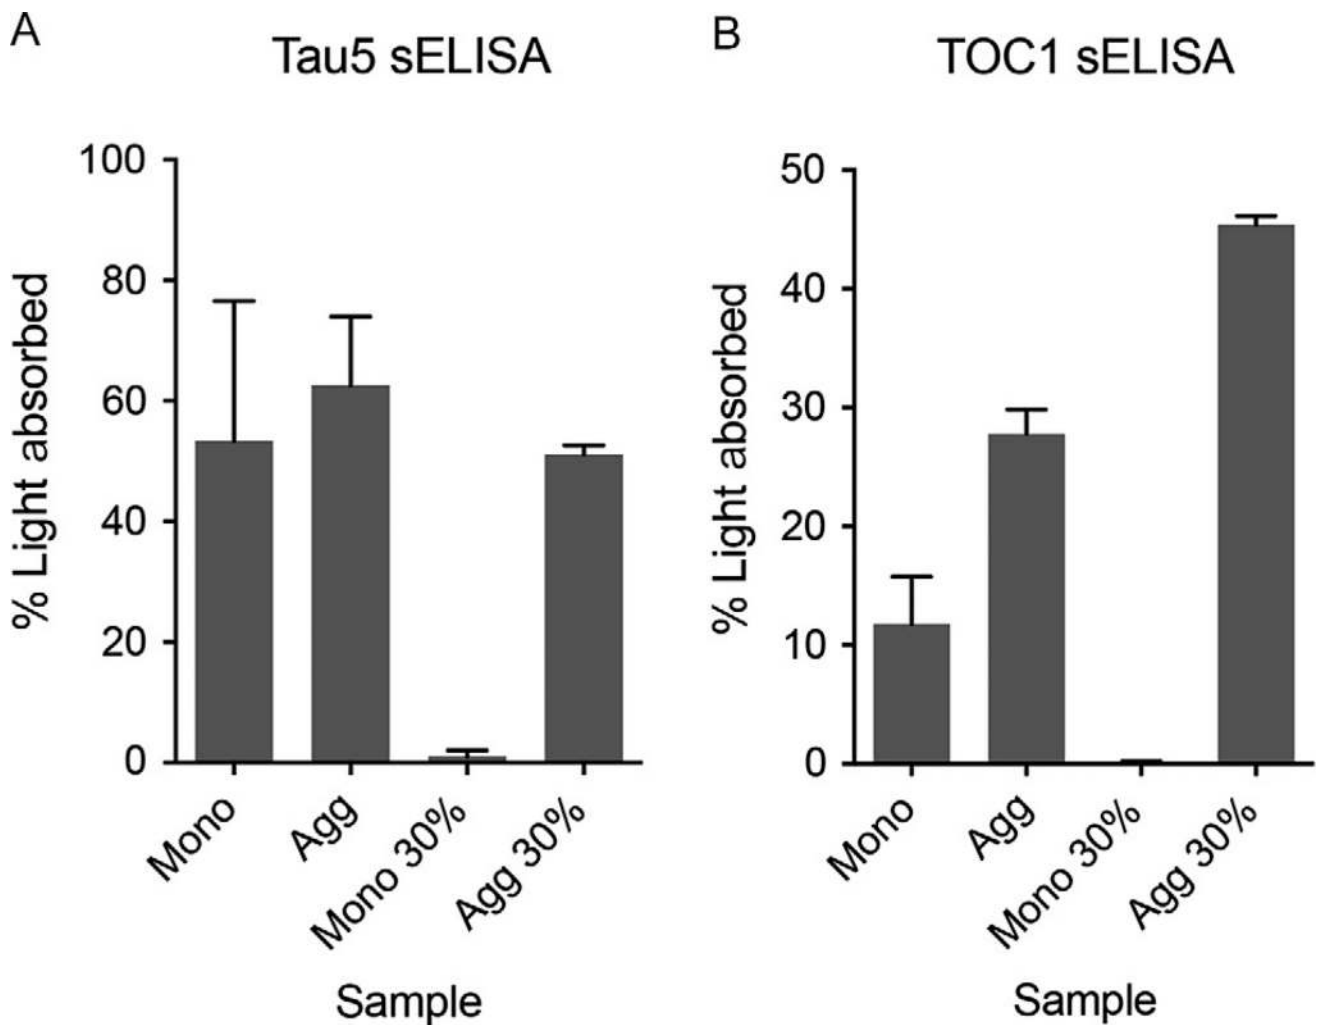 A
Tau5 sELISA
100
80
60
40
20
0
% Light absorbed
Mono
Agg
Mono 30%
Agg 30%
Sample
B
TOC1 sELISA
50
40
30
20
10
0
% Light absorbed
Mono
Agg
Mono 30%
Agg 30%
Sample